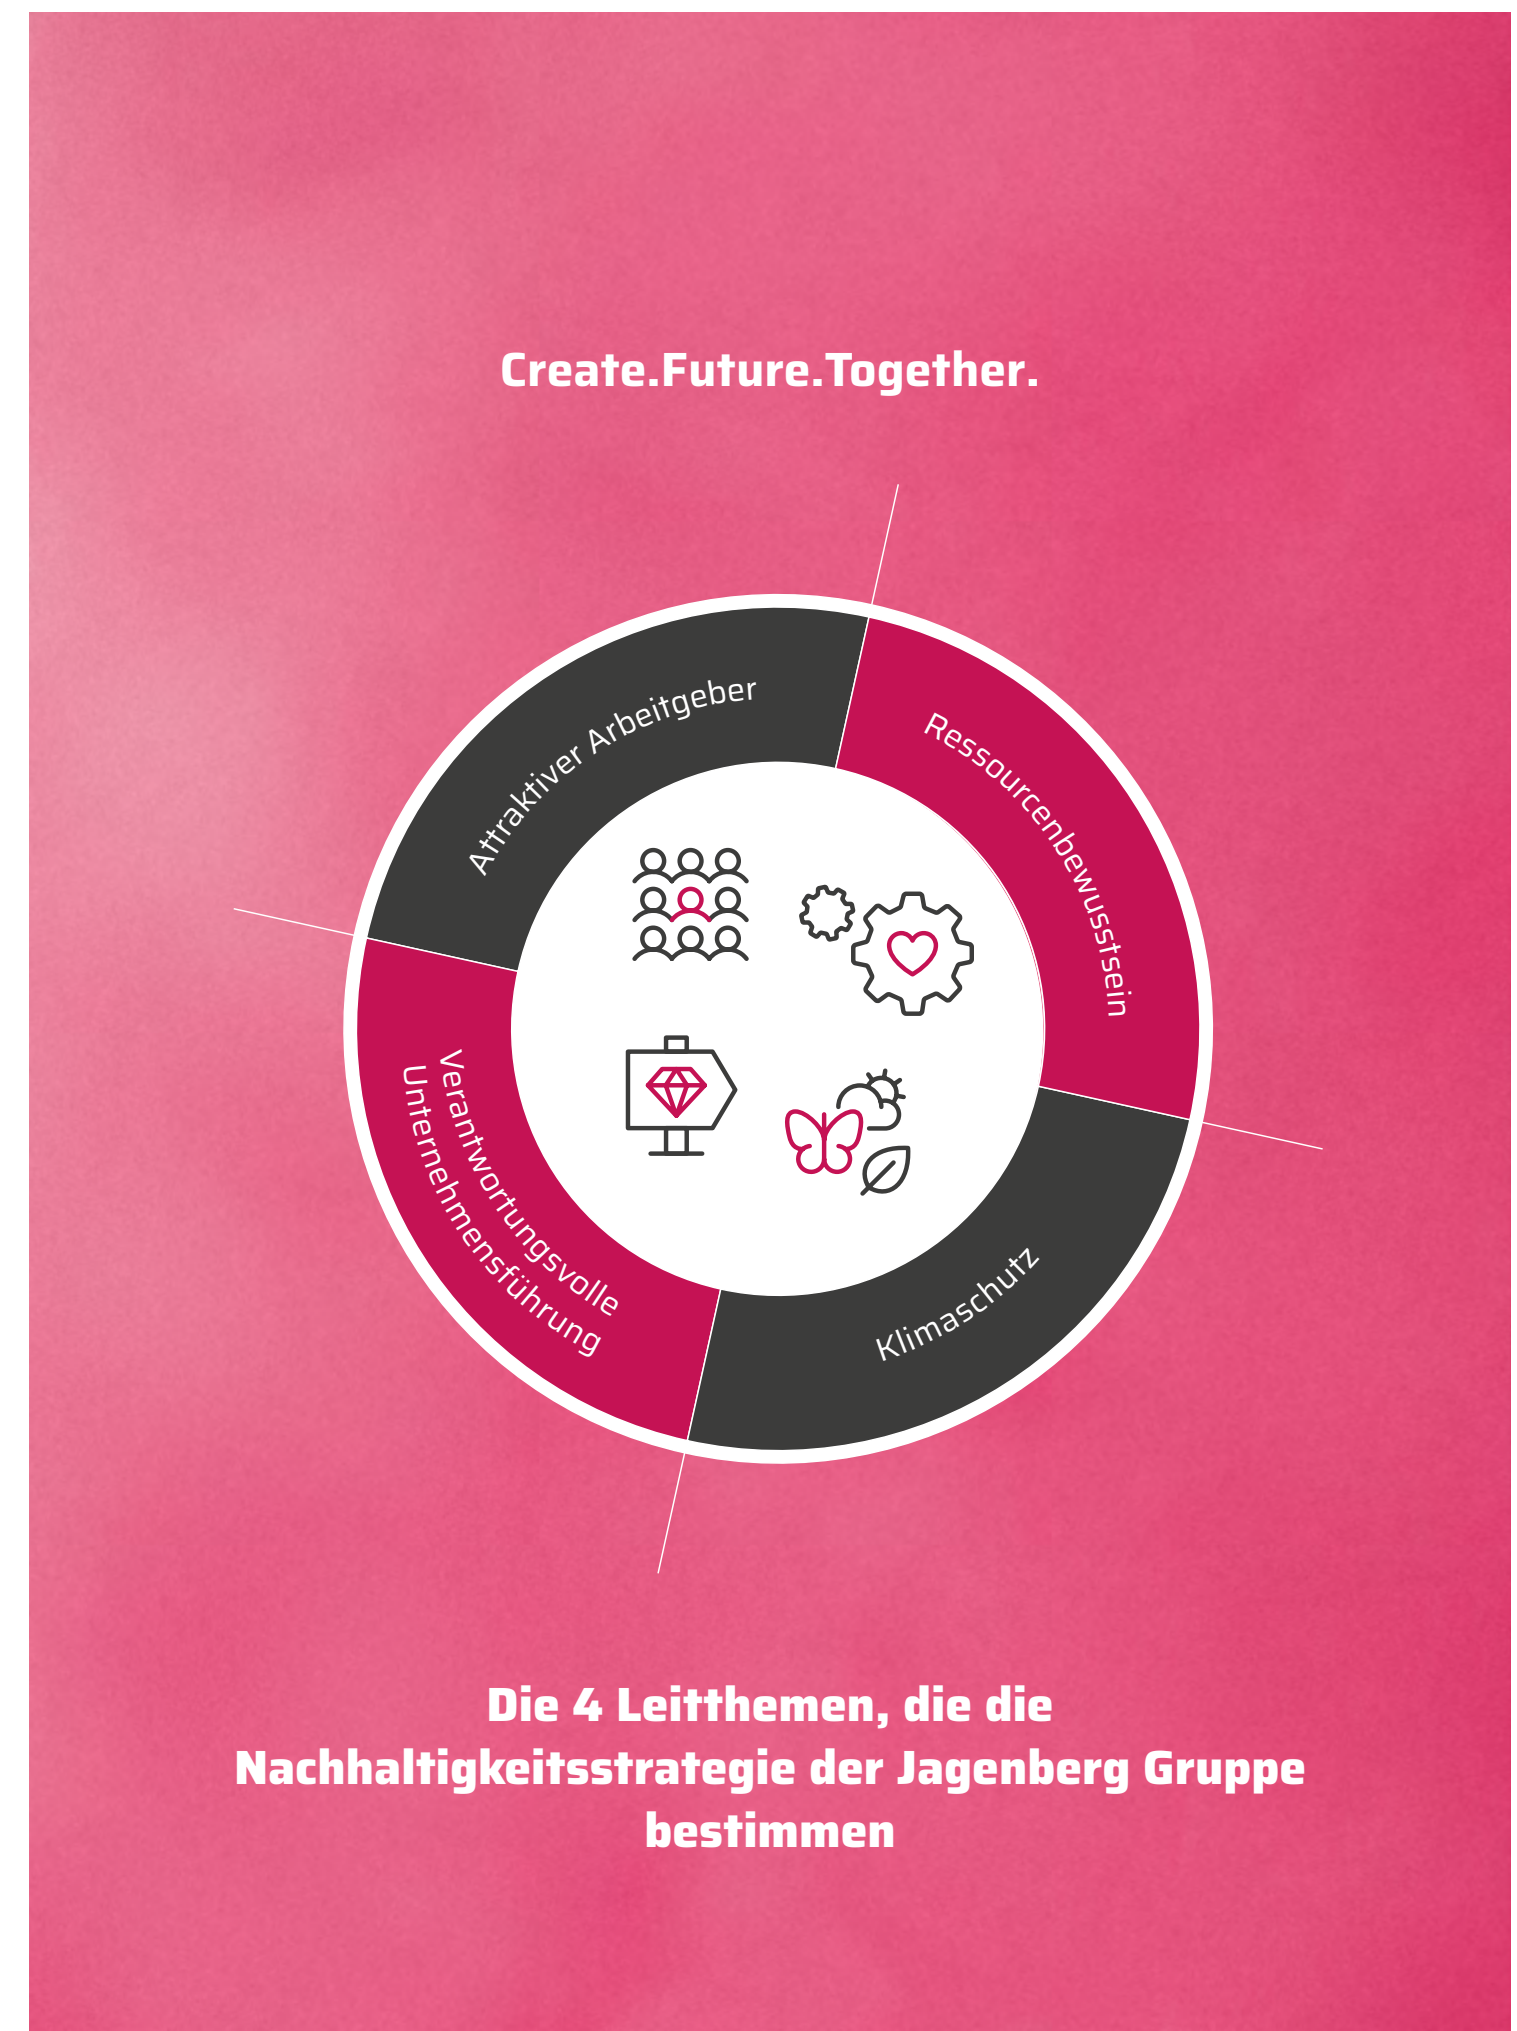 Create.Future.Together.
Attraktiver Arbeitgeber
Ressourcenbewusstsein
Verantwortungsvolle
Unternehmensführung
Klimaschutz
Die 4 Leitthemen, die die
Nachhaltigkeitsstrategie der Jagenberg Gruppe
bestimmen